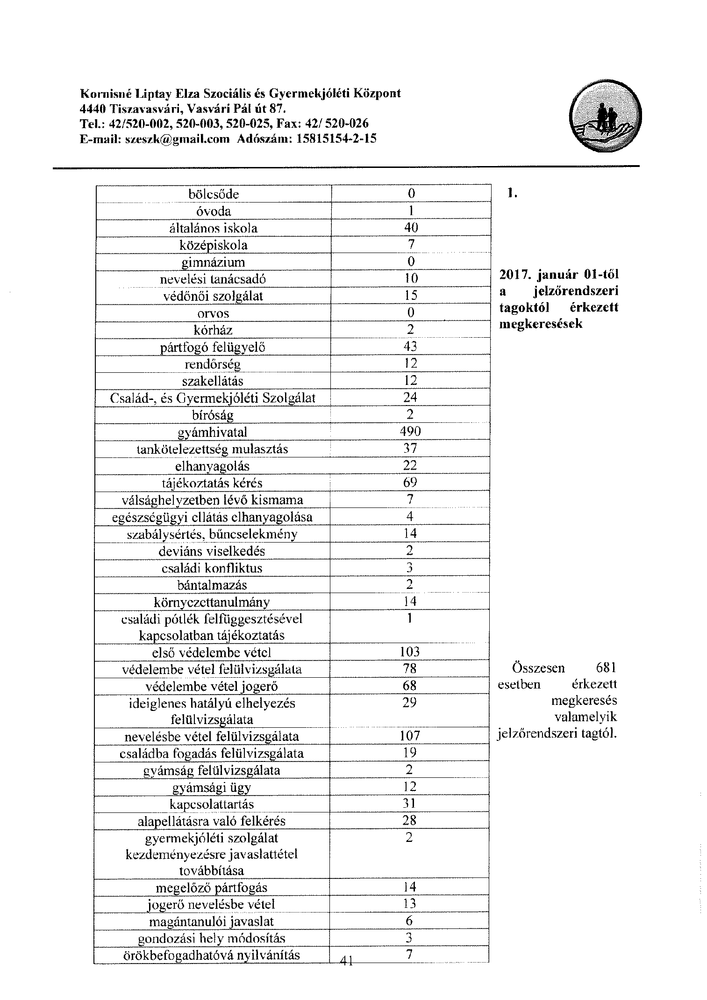 Kornisné Liptay Elza Szociális és Gyermekjóléti Központ
4440 Tiszavasvári, Vasvári Pál út 87.
Tel.: 42/520-002, 520-003, 520-025, Fax: 42/ 520-026
E-mail: szeszk@gmail.com Adószám: 15815154-2-15
bölcsőde 0
óvoda 1
általános iskola 40
középiskola 7
gimnázium 0
nevelési tanácsadó 10
védőnői szolgálat 15
orvos 0
kórház 2
pártfogó felügyelő 43
rendőrség 12
szakellátás 12
Család-, és Gyermekjóléti Szolgálat 24
bíróság 2
gyámhivatal 490
tankötelezettség mulasztás 37
elhanyagolás 22
tájékoztatás kérés 69
válsághelyzetben lévő kismama 7
egészségügyi ellátás elhanyagolása 4
szabálysértés, bűncselekmény 14
deviáns viselkedés 2
családi konfliktus 3
bántalmazás 2
környezettanulmány 14
családi pótlék felfüggesztésével 1
kapcsolatban tájékoztatás
első védelembe vétel 103
védelembe vétel felülvizsgálata 78
védelembe vétel jogerő 68
ideiglenes hatályú elhelyezés 29
felülvizsgálata
nevelésbe vétel felülvizsgálata 107
családba fogadás felülvizsgálata 19
gyámság felülvizsgálata 2
gyámsági ügy 12
kapcsolattartás 31
alapellátásra való felkérés 28
gyermekjóléti szolgálat 2
kezdeményezésre javaslattétel
továbbítása
megelőző pártfogás 14
jogerő nevelésbe vétel 13
magántanulói javaslat 6
gondozási hely módosítás 3
örökbefogadhatóvá nyilvánítás 7
1.
2017. január 01-től
a jelzőrendszeri
tagoktól érkezett
megkeresések
Összesen 681
esetben érkezett
megkeresés
valamelyik
jelzőrendszeri tagtól.
41